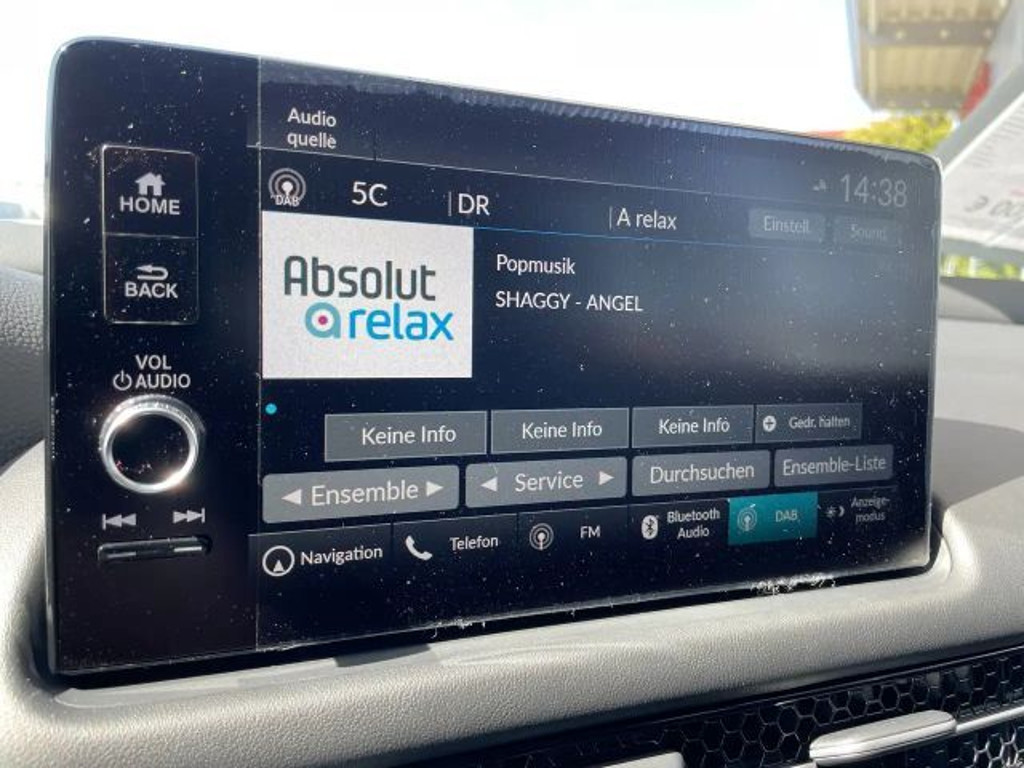 Audio
quelle
HOME
DAB
5C
DR
A relax
14:38
Einstell.
Sound
BACK
Absolut
relax
Popmusik
SHAGGY - ANGEL
VOL
AUDIO
Keine Info
Keine Info
Keine Info
Gedr. halten
Ensemble
Service
Durchsuchen
Ensemble-Liste
Navigation
Telefon
FM
Bluetooth
Audio
DAB
Anzeige-
modus